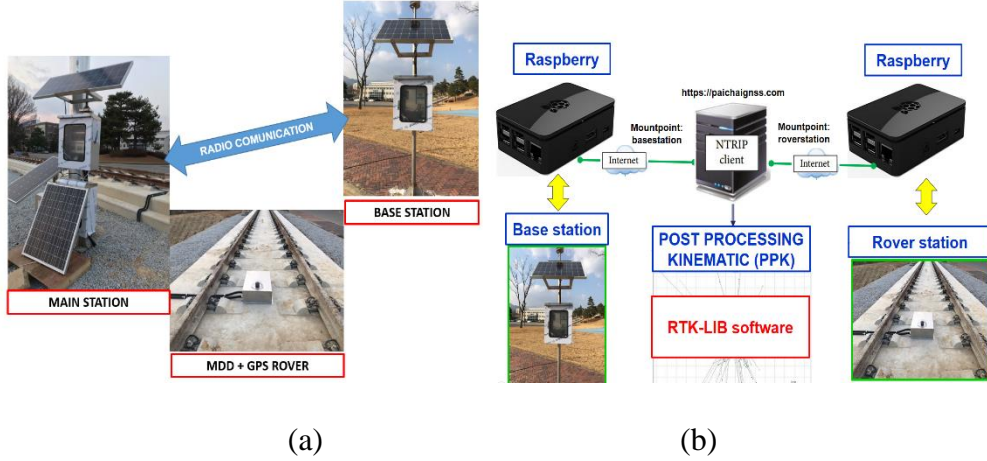 RADIO COMUNICATION
BASE STATION
MAIN STATION
MDD + GPS ROVER
(a)
Raspberry
Raspberry
https://paichaignss.com
Mountpoint:
basestation
Mountpoint:
roverstation
NTRIP
client
Internet
Internet
Base station
POST PROCESSING
KINEMATIC (PPK)
Rover station
RTK-LIB software
(b)